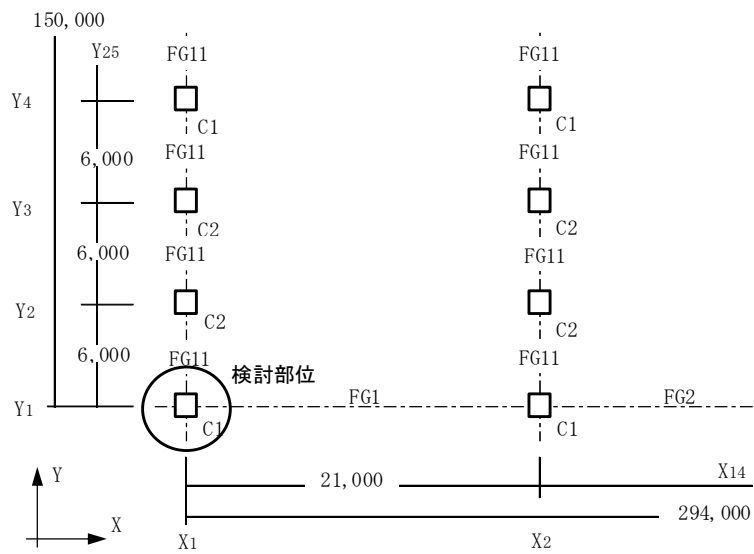 150,000
Y25
FG11
FG11
Y4
C1
C1
6,000
FG11
FG11
Y3
C2
C2
6,000
FG11
FG11
Y2
C2
C2
6,000
FG11
検討部位
FG11
Y1
FG1
FG2
C1
C1
Y
21,000
X14
X
294,000
X1
X2